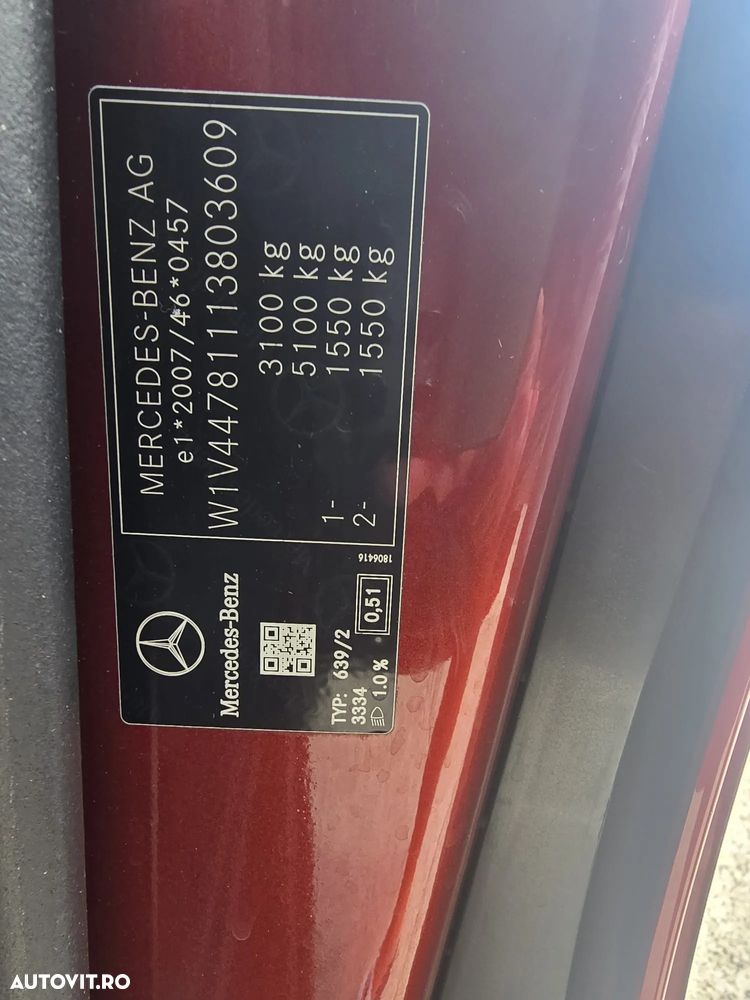 MERCEDES-BENZ AG
e1*2007/46*0457
W1V44781113803609
3100 kg
5100 kg
1- 1550 kg
2- 1550 kg
Mercedes-Benz
TYP: 639/2
3334
1.0 %
0,51
1806416
AUTOVIT.RO